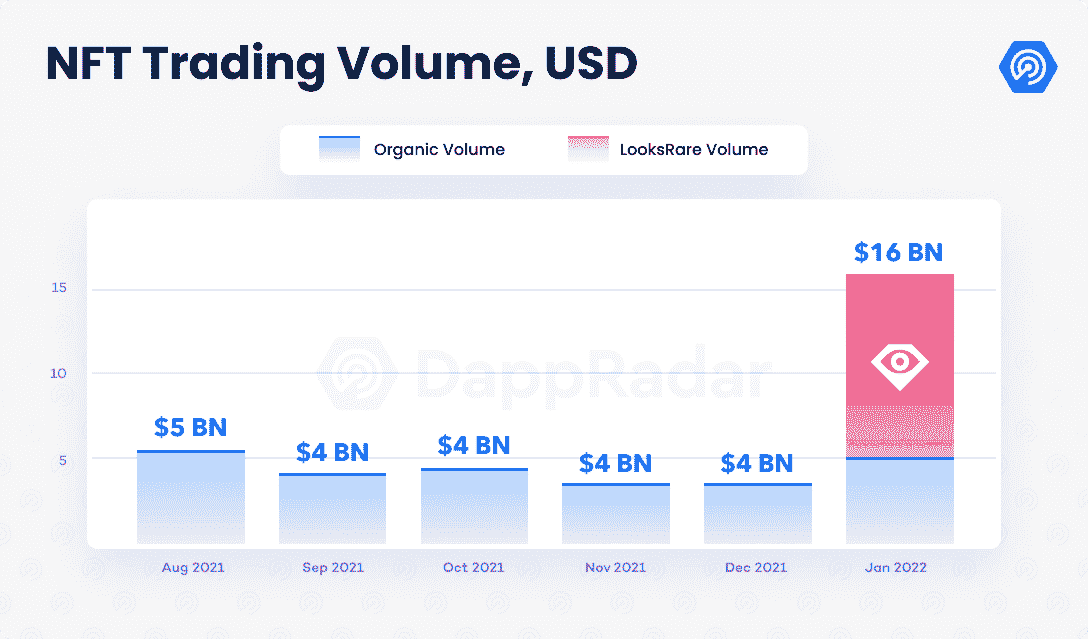 NFT Trading Volume, USD
Organic Volume
LooksRare Volume
$16 BN
15
DappRadar
10
$5 BN
$4 BN
$4 BN
$4 BN
$4 BN
5
Aug 2021
Sep 2021
Oct 2021
Nov 2021
Dec 2021
Jan 2022